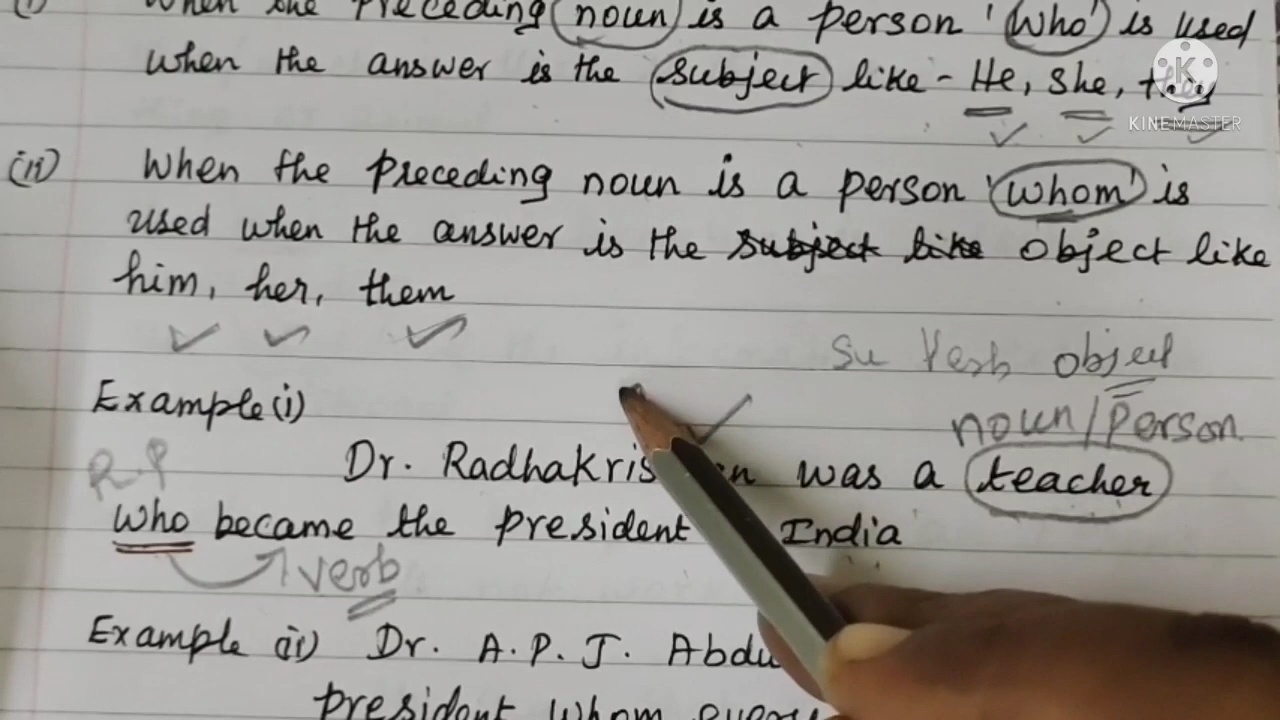 (i) When the preceding noun is a person 'who' is used
when the answer is the subject like - He, she, they
KINEMASTER
(ii) When the preceding noun is a person 'whom' is
used when the answer is the subject like object like
him, her, them
Su Verb object
Example (i)
noun/Person
R.P
Dr. Radhakris n was a teacher
who became the president India
verb
Example (ii) Dr. A. P. J. Abdu
president whom every